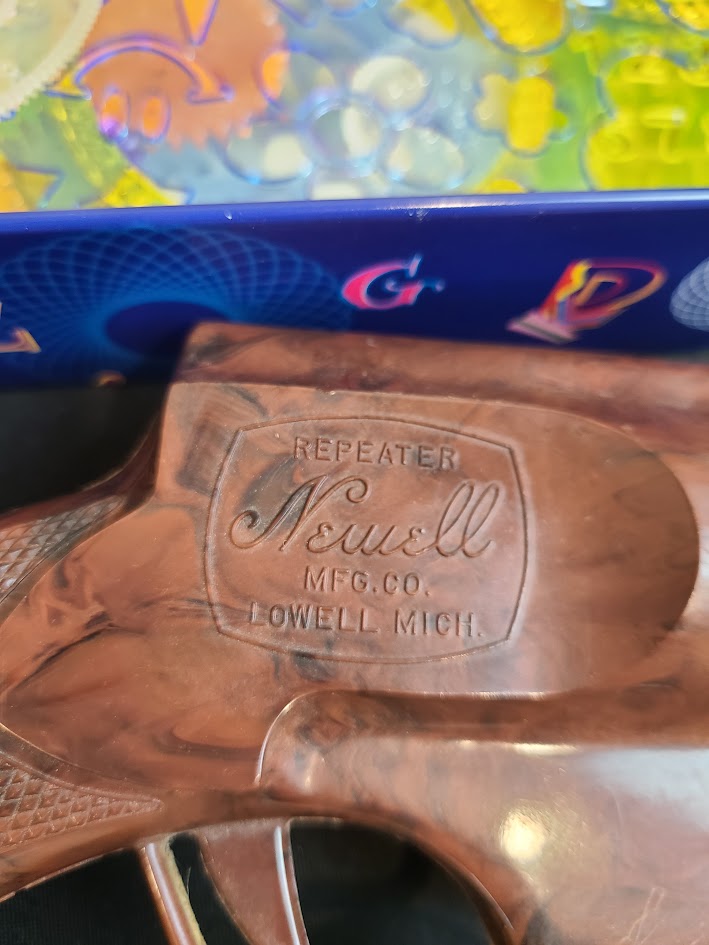 L G P
REPEATER
Newell
MFG.CO.
LOWELL MICH.